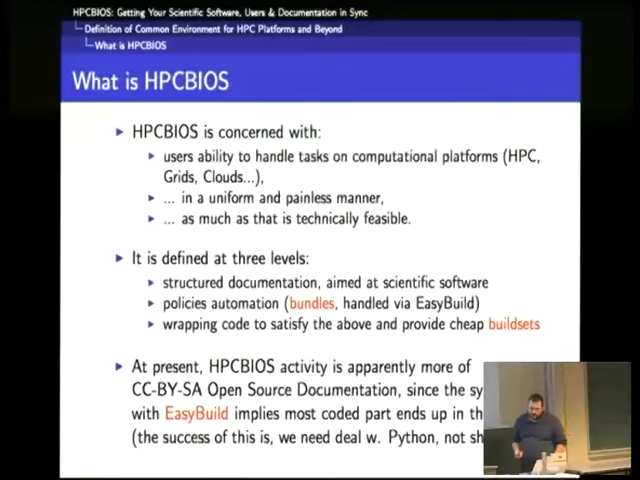 HPCBIOS: Getting Your Scientific Software, Users & Documentation in Sync
Definition of Common Environment for HPC Platforms and Beyond
What is HPCBIOS
What is HPCBIOS
HPCBIOS is concerned with:
users ability to handle tasks on computational platforms (HPC,
Grids, Clouds...),
... in a uniform and painless manner,
... as much as that is technically feasible.
It is defined at three levels:
structured documentation, aimed at scientific software
policies automation (bundles, handled via EasyBuild)
wrapping code to satisfy the above and provide cheap buildsets
At present, HPCBIOS activity is apparently more of
CC-BY-SA Open Source Documentation, since the sy
with EasyBuild implies most coded part ends up in th
(the success of this is, we need deal w. Python, not sh